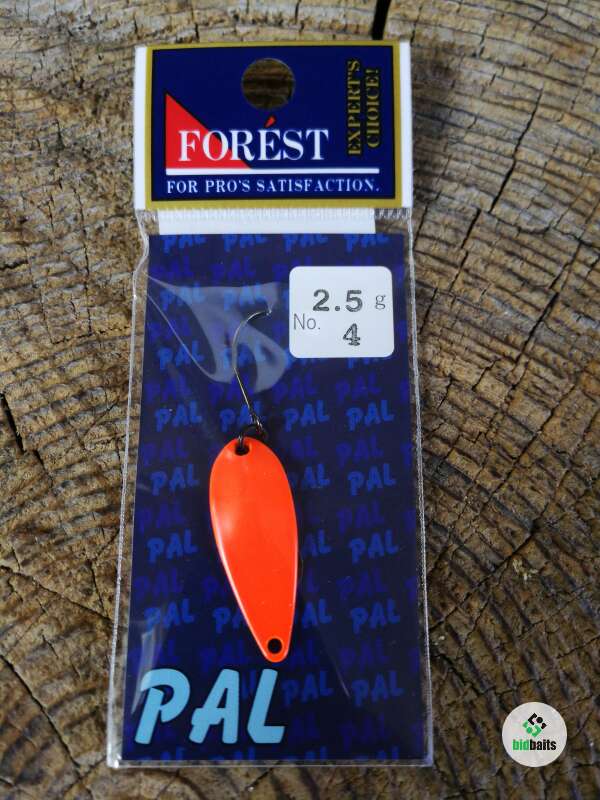 EXPERT'S
CHOICE!
FORÉST
FOR PRO'S SATISFACTION.
2.5 g
No. 4
PAL
bidbaits